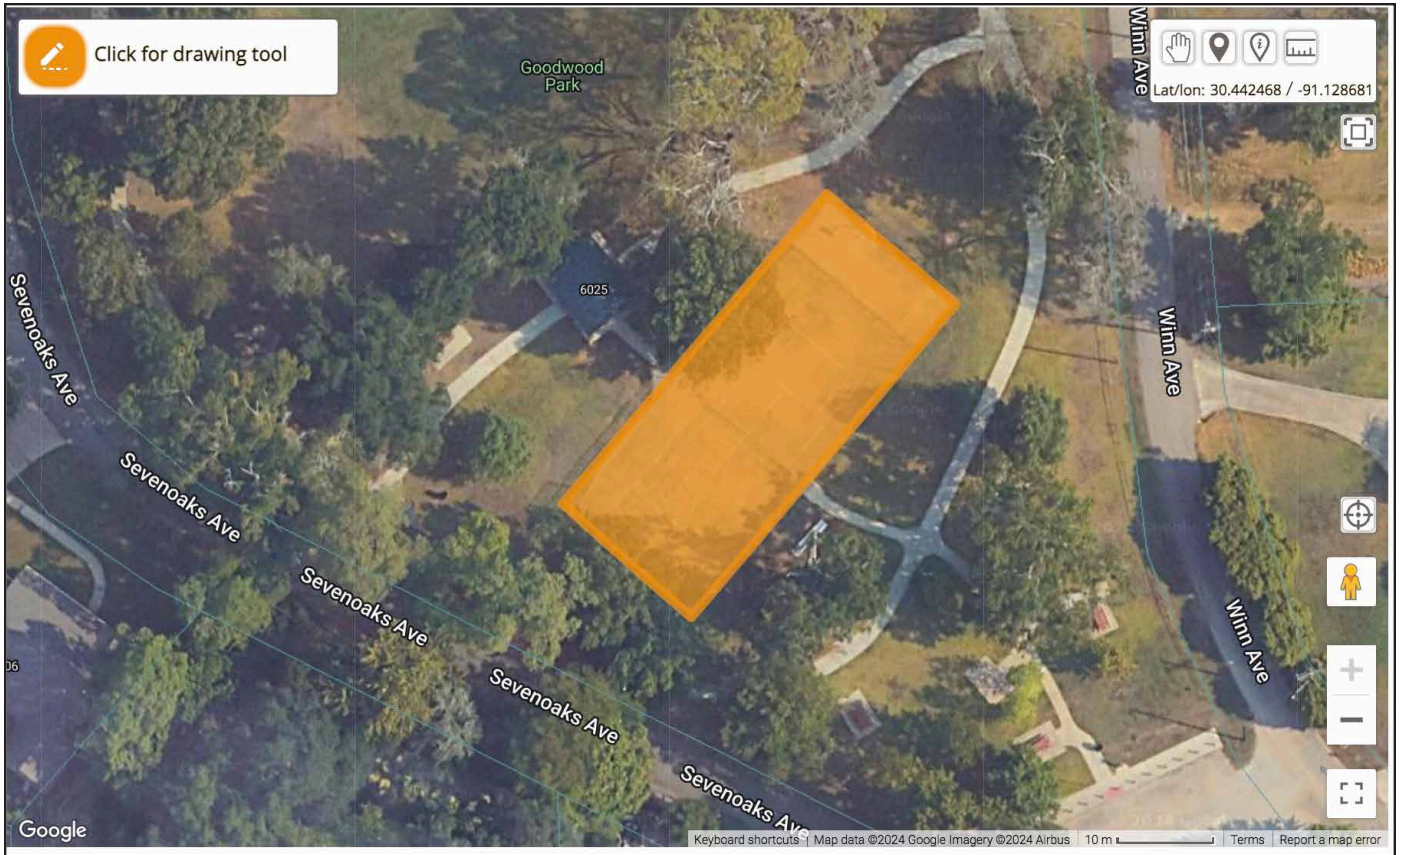 Click for drawing tool
Goodwood
Park
Winn Ave
Lat/lon: 30.442468 / -91.128681
6025
Sevenoaks Ave
Winn Ave
Sevenoaks Ave
Sevenoaks Ave
Winn Ave
06
Sevenoaks Ave
Sevenoaks Ave
Google
Keyboard shortcuts
Map data ©2024 Google Imagery ©2024 Airbus
10 m
Terms
Report a map error